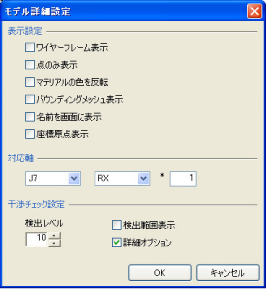 モデル詳細設定
表示設定
ワイヤーフレーム表示
点のみ表示
マテリアルの色を反転
バウンディングメッシュ表示
名前を画面に表示
座標原点表示
対応軸
J7 RX * 1
干渉チェック設定
検出レベル
10
検出範囲表示
詳細オプション
OK キャンセル